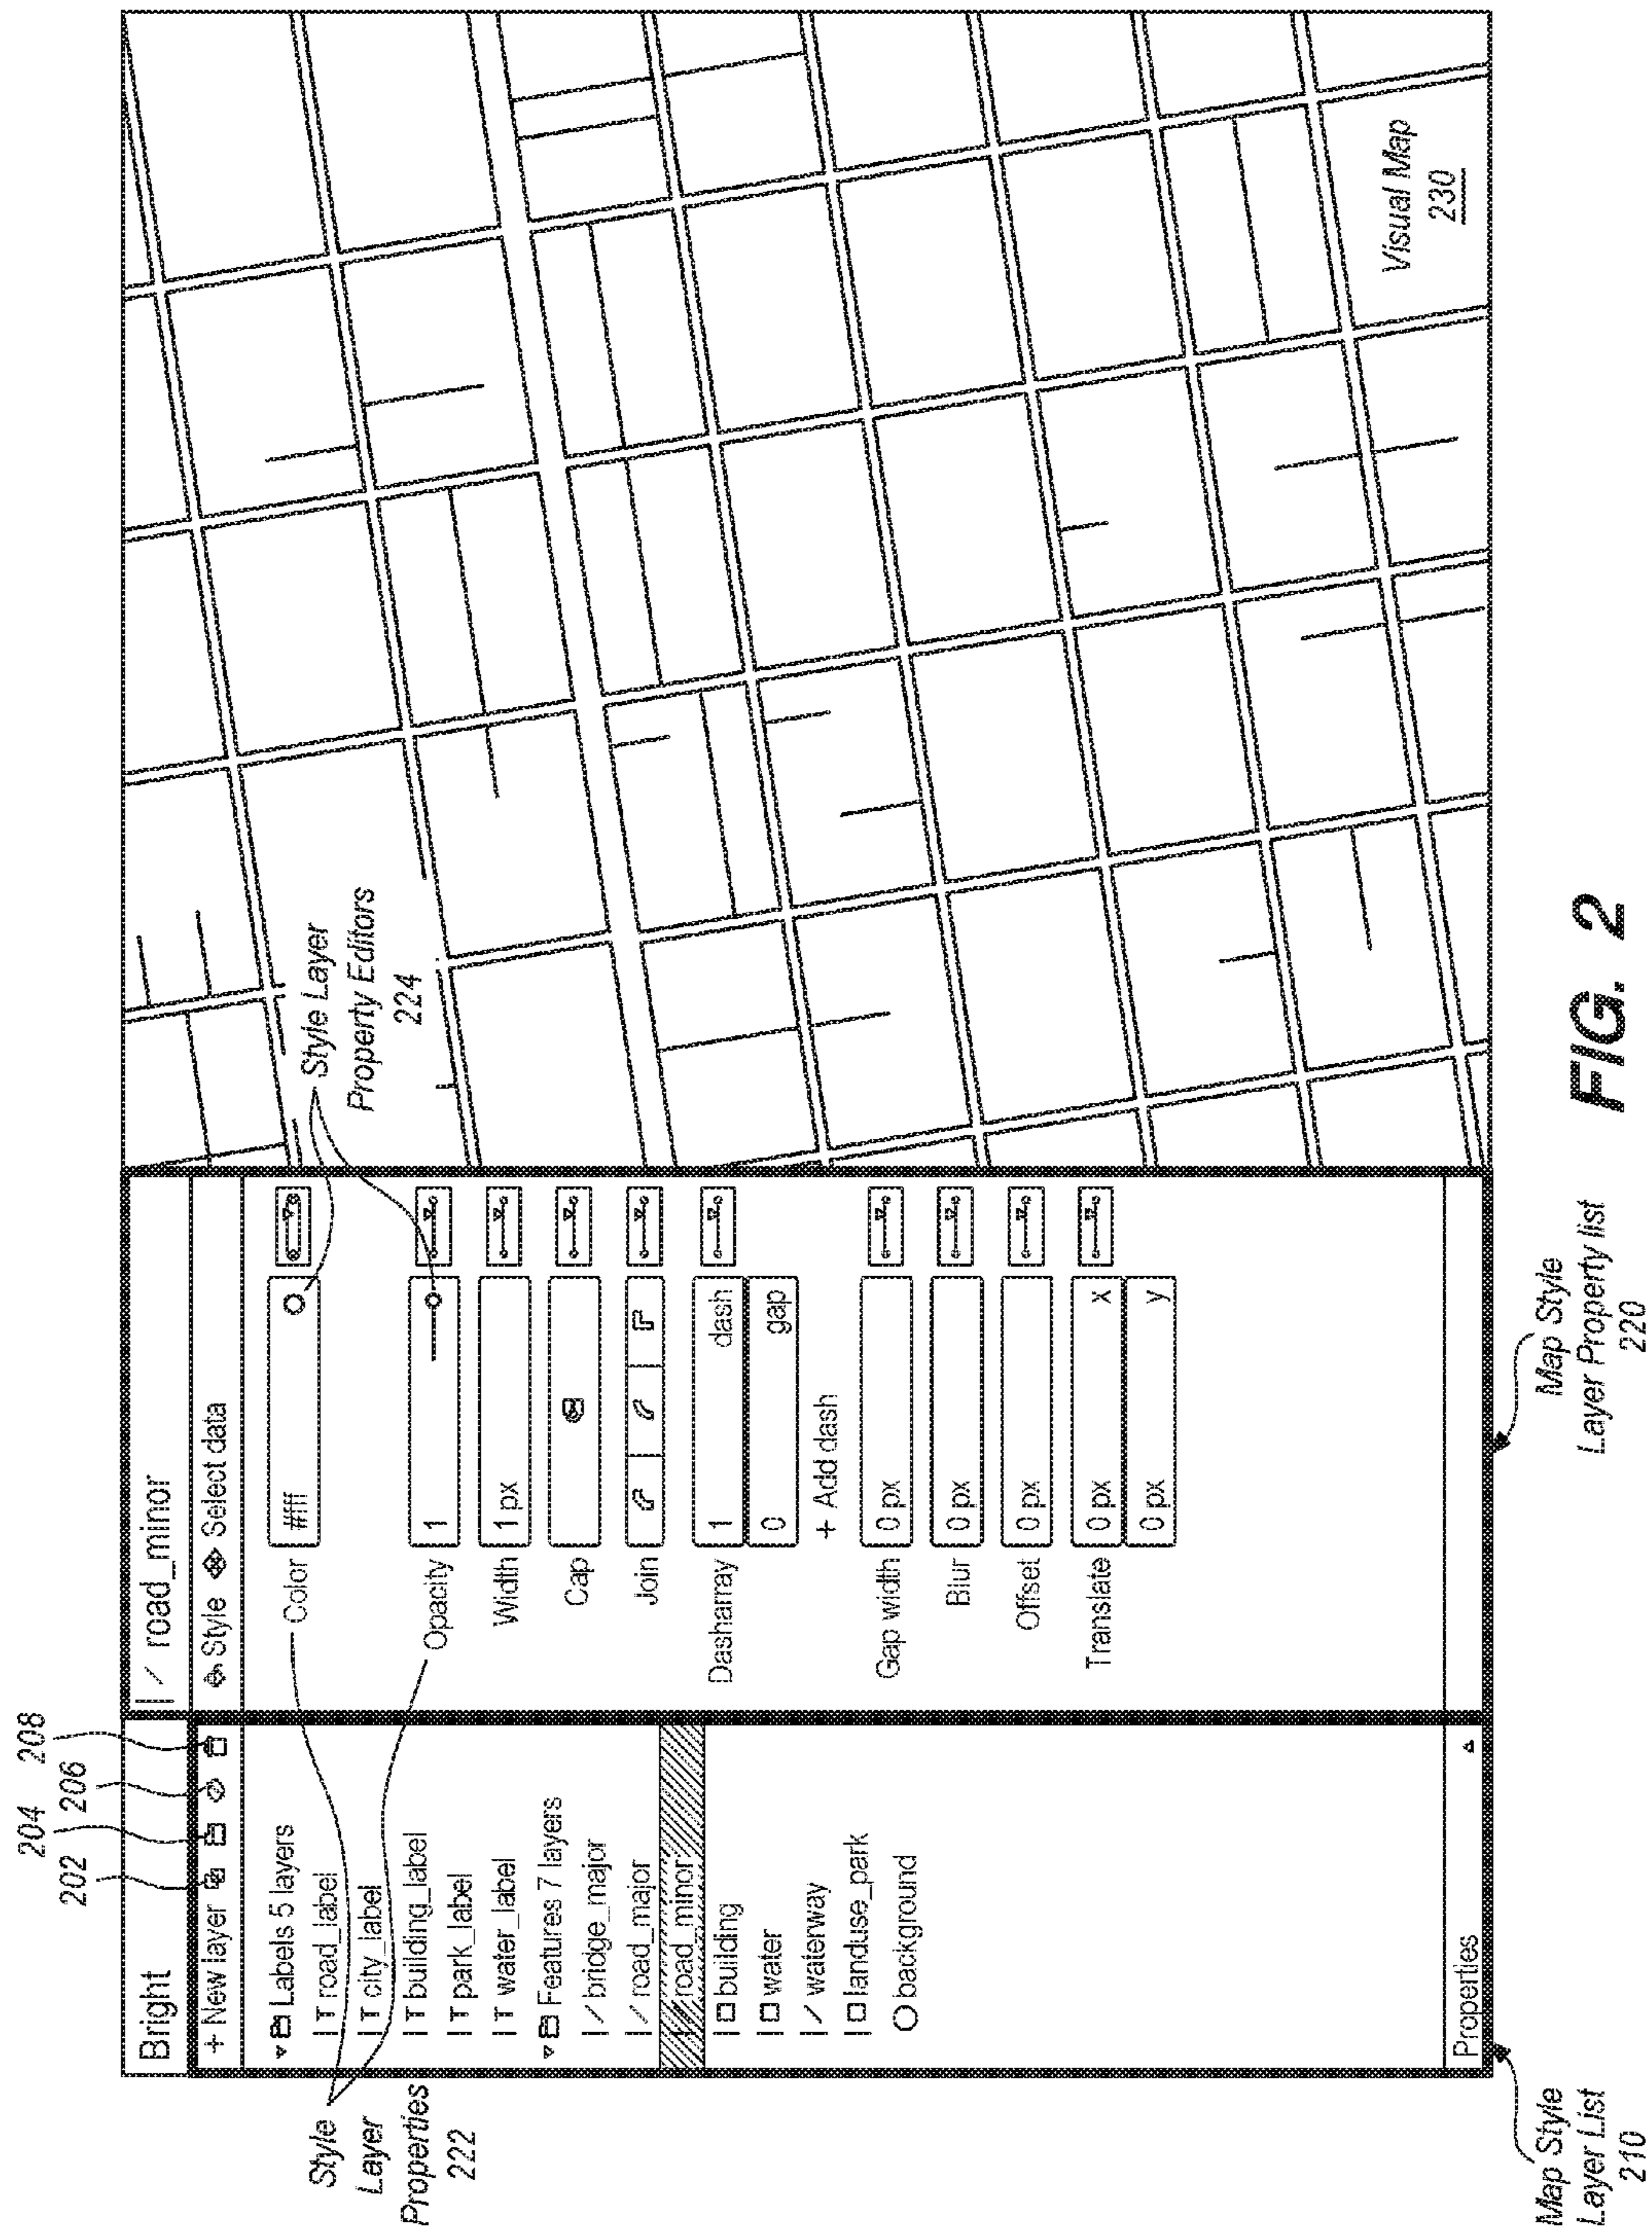 202
204
206
208
Bright
+ New layer
Labels 5 layers
T road_label
T city_label
T building_label
T park_label
T water_label
Features 7 layers
bridge_major
road_major
road_minor
building
water
waterway
landuse_park
background
Properties
road_minor
Style Select data
Color #fff
Opacity 1
Width 1 px
Cap
Join
Dasharray 1 dash
0 gap
+ Add dash
Gap width 0 px
Blur 0 px
Offset 0 px
Translate 0 px x
0 px y
Style
Layer
Properties
222
Style Layer
Property Editors
224
Visual Map
230
Map Style
Layer List
210
Map Style
Layer Property list
220
FIG. 2